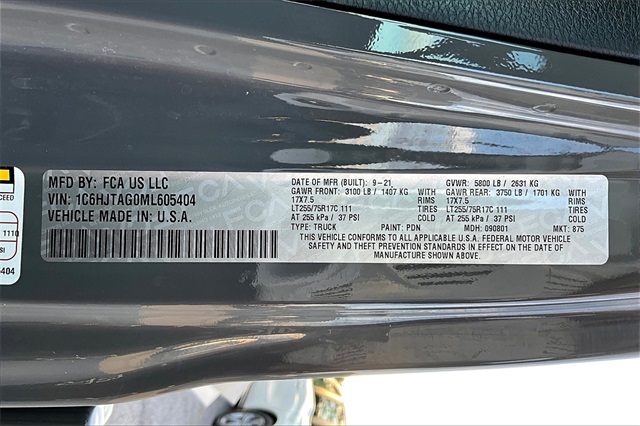 MFD BY: FCA US LLC
VIN: 1C6HJTAG0ML605404
VEHICLE MADE IN U.S.A.
DATE OF MFR (BUILT): 9-21 GVWR: 5800 LB / 2631 KG
GAWR FRONT: 3100 LB / 1407 KG WITH GAWR REAR: 3750 LB / 1701 KG WITH
17X7.5 RIMS 17X7.5 RIMS
LT255/75R17C 111 TIRES LT255/75R17C 111 TIRES
AT 255 kPa / 37 PSI COLD AT 255 kPa / 37 PSI COLD
TYPE: TRUCK PAINT: PDN MDH: 090801 MKT: 875
THIS VEHICLE CONFORMS TO ALL APPLICABLE U.S.A. FEDERAL MOTOR VEHICLE
SAFETY AND THEFT PREVENTION STANDARDS IN EFFECT ON THE DATE OF
MANUFACTURE SHOWN ABOVE.
CEED
1110
PSI
5404